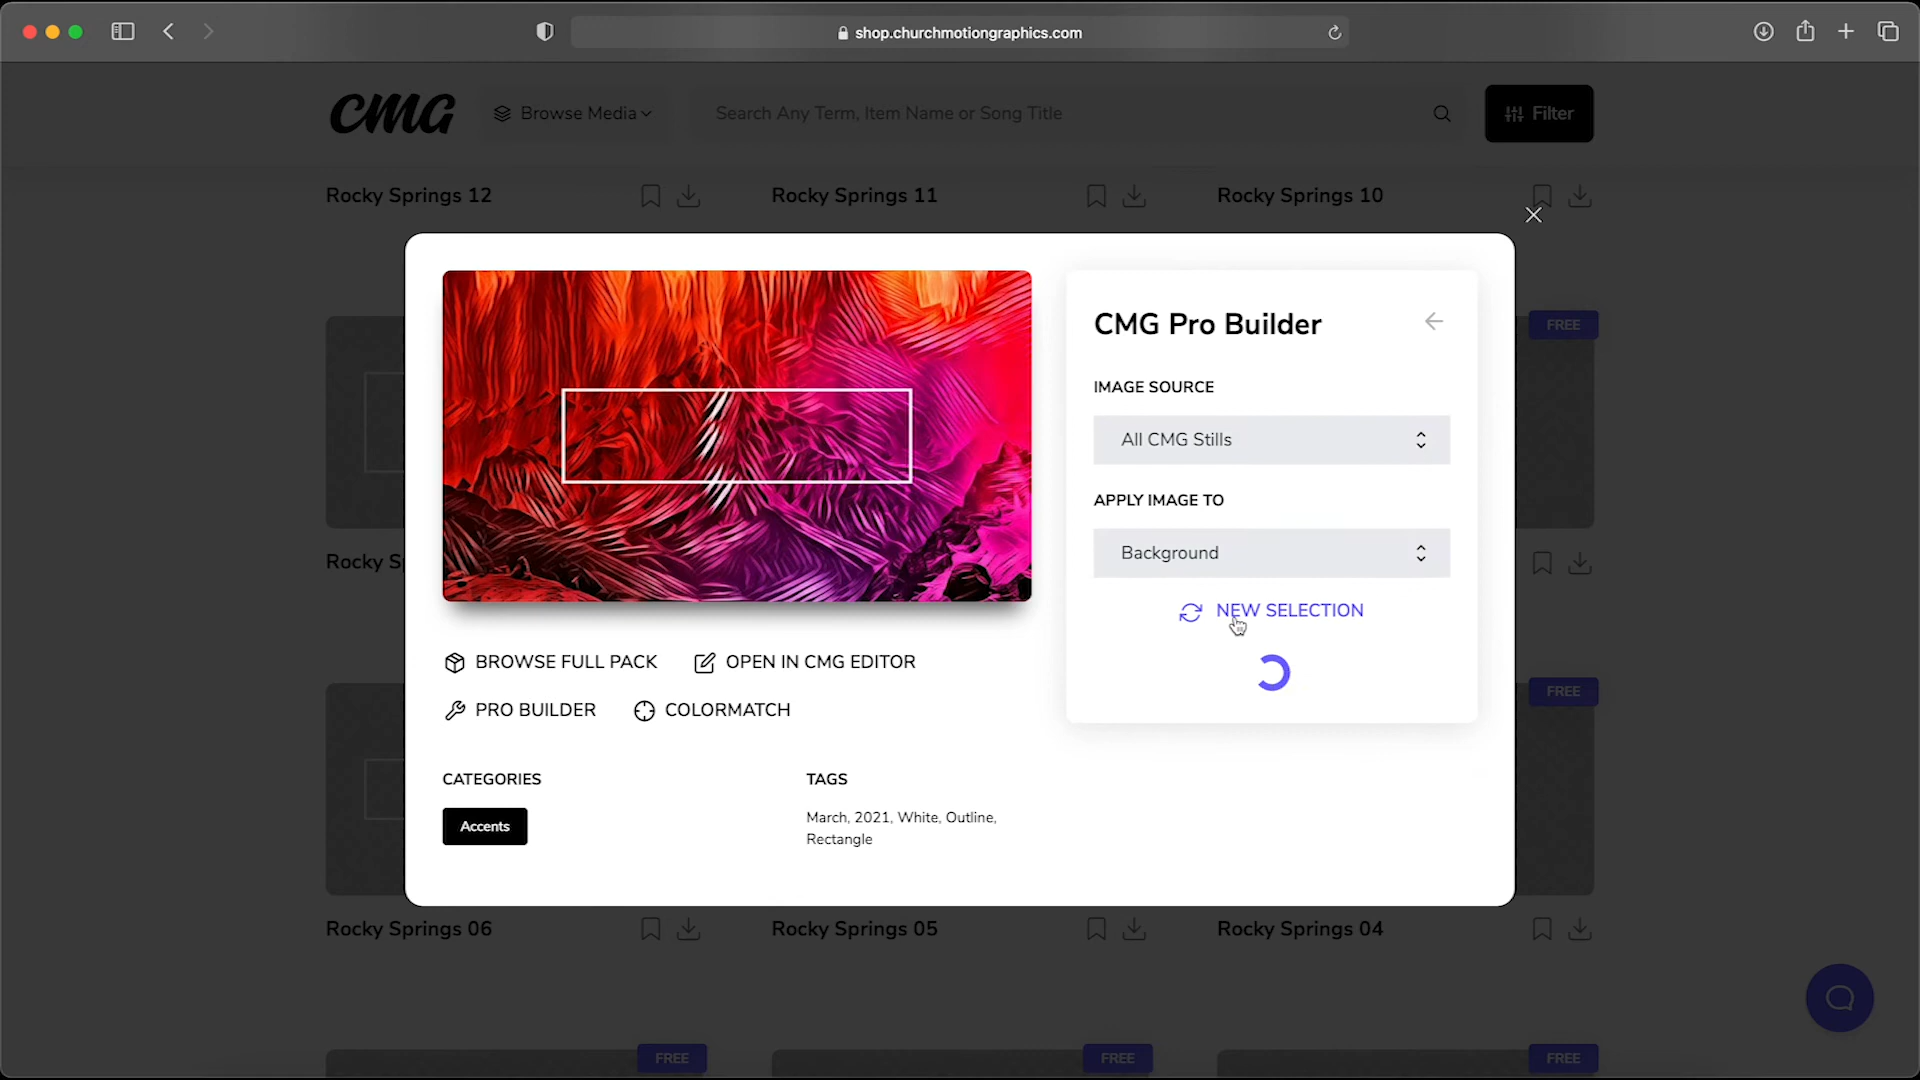 shop.churchmotiongraphics.com
CMG
Browse Media
Search Any Term, Item Name or Song Title
Filter
Rocky Springs 12
Rocky Springs 11
Rocky Springs 10
CMG Pro Builder
FREE
IMAGE SOURCE
All CMG Stills
APPLY IMAGE TO
Background
Rocky Sp
NEW SELECTION
BROWSE FULL PACK
OPEN IN CMG EDITOR
FREE
PRO BUILDER
COLORMATCH
CATEGORIES
TAGS
Accents
March, 2021, White, Outline,
Rectangle
Rocky Springs 06
Rocky Springs 05
Rocky Springs 04
FREE
FREE
FREE